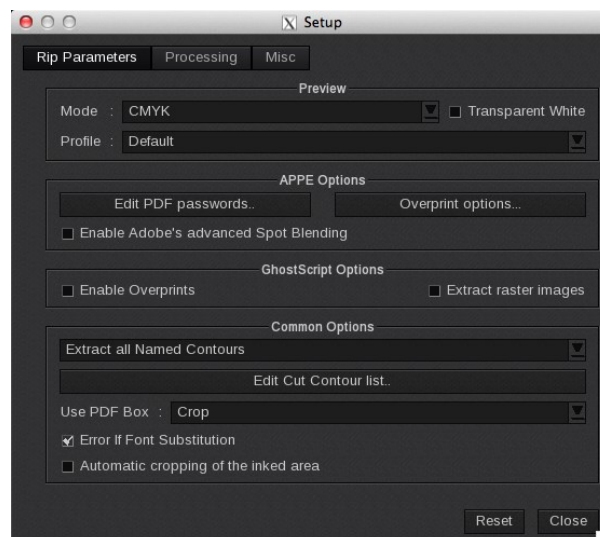 Setup
Rip Parameters Processing Misc
Preview
Mode : CMYK Transparent White
Profile : Default
APPE Options
Edit PDF passwords.. Overprint options...
Enable Adobe's advanced Spot Blending
GhostScript Options
Enable Overprints Extract raster images
Common Options
Extract all Named Contours
Edit Cut Contour list..
Use PDF Box : Crop
Error If Font Substitution
Automatic cropping of the inked area
Reset Close